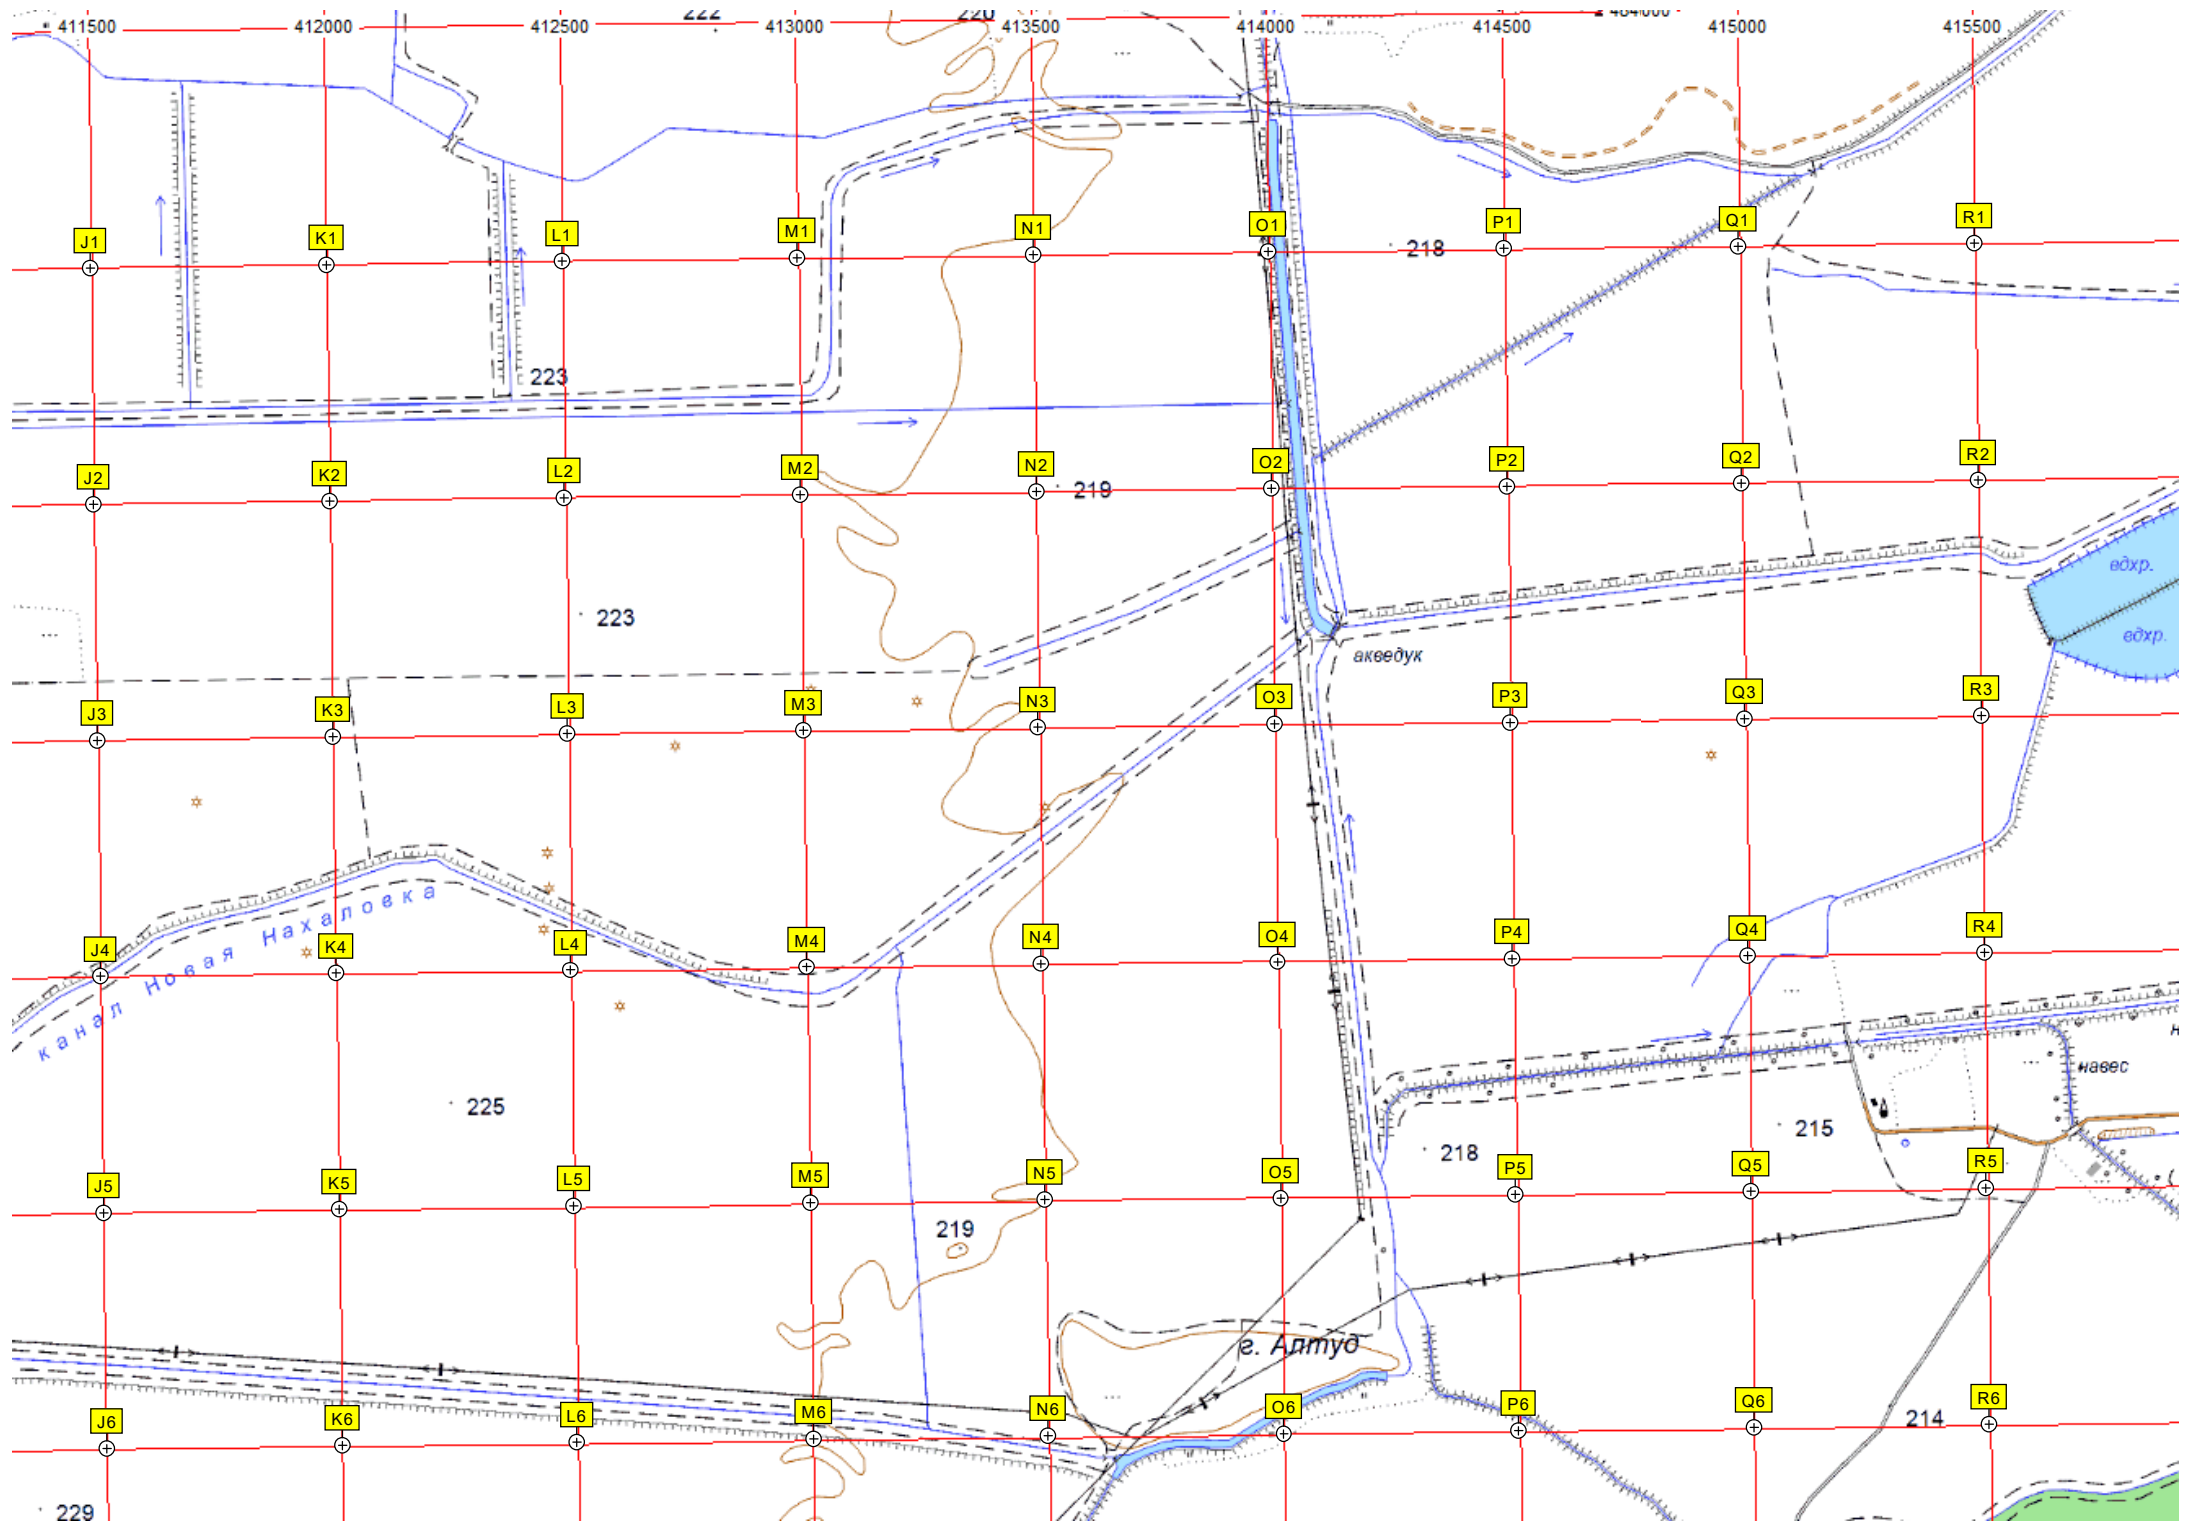 222
220
411500 412000 412500 413000 413500 414000 414500 415000 415500
J1 K1 L1 M1 N1 O1 P1 Q1 R1
218
223
J2 K2 L2 M2 N2 O2 P2 Q2 R2
219
вдхр.
223
вдхр.
акведук
J3 K3 L3 M3 N3 O3 P3 Q3 R3
канал Новая Нахаловка
J4 K4 L4 M4 N4 O4 P4 Q4 R4
н
навес
225
215
218
J5 K5 L5 M5 N5 O5 P5 Q5 R5
219
г. Алтуд
J6 K6 L6 M6 N6 O6 P6 Q6 R6
214
229